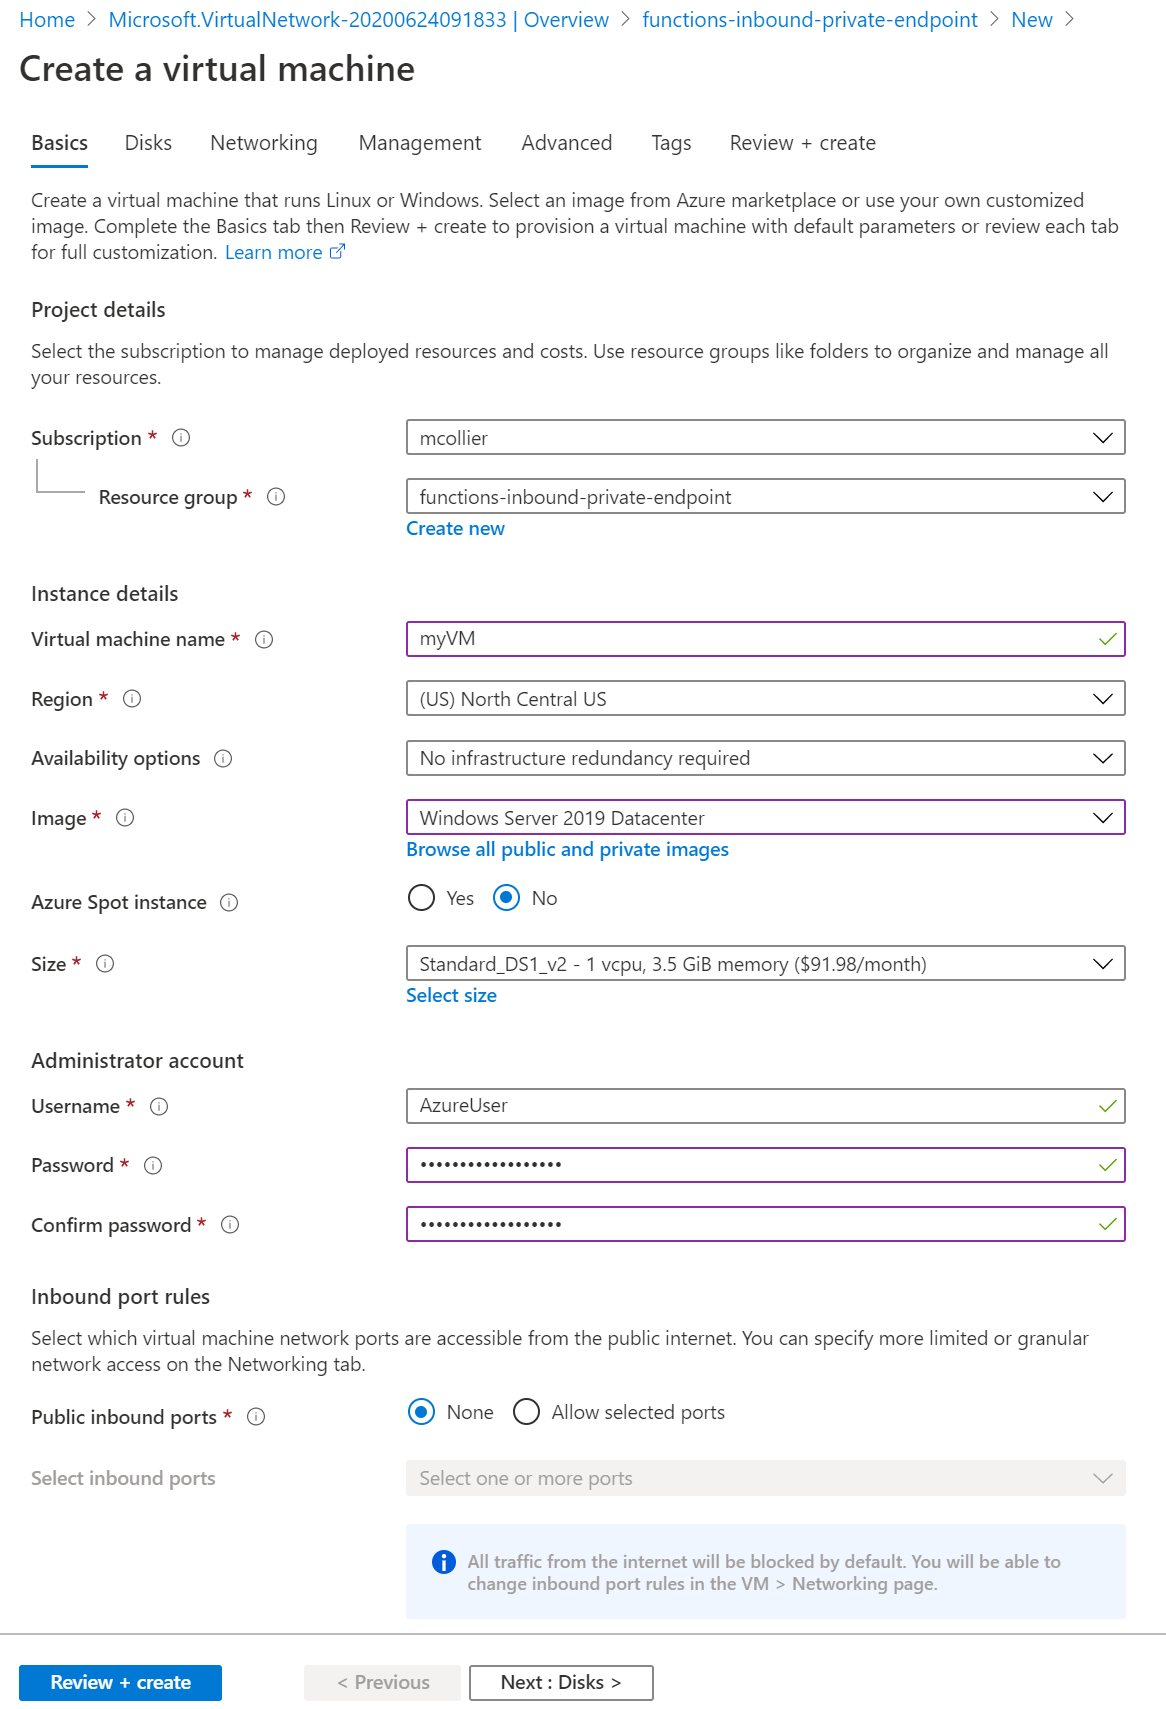 Home > Microsoft.VirtualNetwork-20200624091833 | Overview > functions-inbound-private-endpoint > New >
Create a virtual machine
Basics Disks Networking Management Advanced Tags Review + create
Create a virtual machine that runs Linux or Windows. Select an image from Azure marketplace or use your own customized
image. Complete the Basics tab then Review + create to provision a virtual machine with default parameters or review each tab
for full customization. Learn more
Project details
Select the subscription to manage deployed resources and costs. Use resource groups like folders to organize and manage all
your resources.
Subscription * mcollier
Resource group * functions-inbound-private-endpoint
Create new
Instance details
Virtual machine name * myVM
Region * (US) North Central US
Availability options No infrastructure redundancy required
Image * Windows Server 2019 Datacenter
Browse all public and private images
Azure Spot instance Yes No
Size * Standard_DS1_v2 - 1 vcpu, 3.5 GiB memory ($91.98/month)
Select size
Administrator account
Username * AzureUser
Password * ••••••••••••••••••
Confirm password * ••••••••••••••••••
Inbound port rules
Select which virtual machine network ports are accessible from the public internet. You can specify more limited or granular
network access on the Networking tab.
Public inbound ports * None Allow selected ports
Select inbound ports Select one or more ports
All traffic from the internet will be blocked by default. You will be able to
change inbound port rules in the VM > Networking page.
Review + create < Previous Next : Disks >